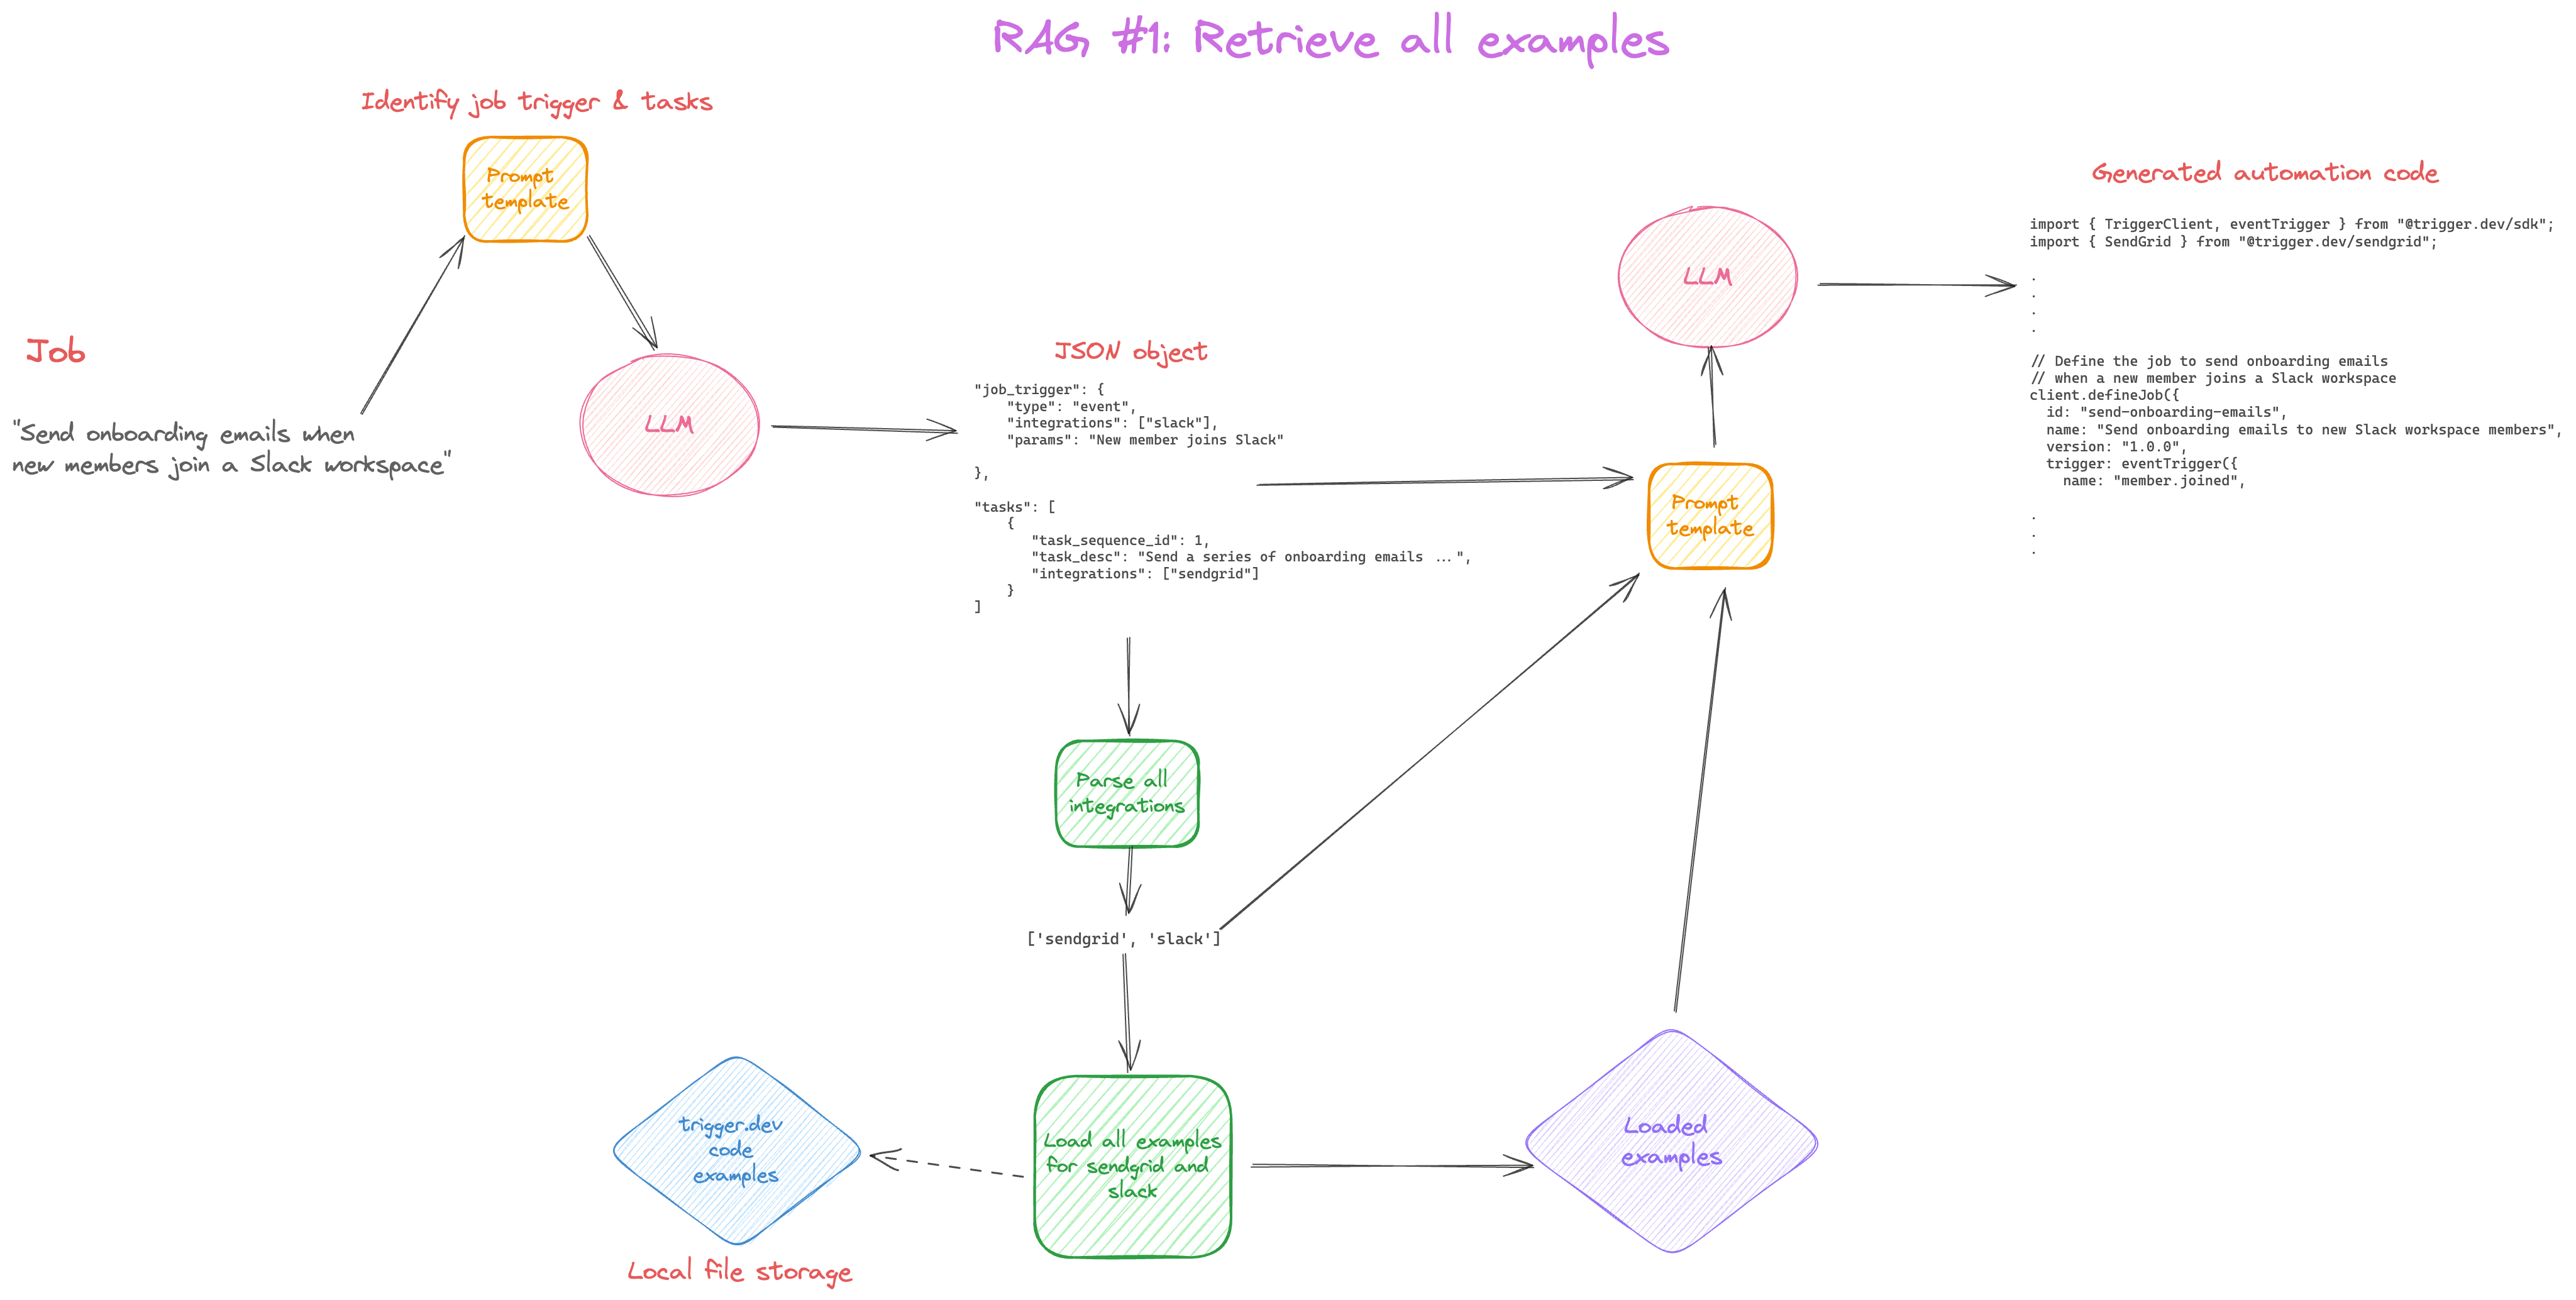 RAG #1: Retrieve all examples
Identify job trigger & tasks
Prompt
template
Job
"Send onboarding emails when
new members join a Slack workspace"
LLM
JSON object
"job_trigger": {
"type": "event",
"integrations": ["slack"],
"params": "New member joins Slack"
},
"tasks": [
{
"task_sequence_id": 1,
"task_desc": "Send a series of onboarding emails ...",
"integrations": ["sendgrid"]
}
]
Parse all
integrations
['sendgrid', 'slack']
Load all examples
for sendgrid and
slack
trigger.dev
code
examples
Local file storage
Loaded
examples
Prompt
template
LLM
Generated automation code
import { TriggerClient, eventTrigger } from "@trigger.dev/sdk";
import { SendGrid } from "@trigger.dev/sendgrid";
.
.
.
.
// Define the job to send onboarding emails
// when a new member joins a Slack workspace
client.defineJob({
id: "send-onboarding-emails",
name: "Send onboarding emails to new Slack workspace members",
version: "1.0.0",
trigger: eventTrigger({
name: "member.joined",
.
.
.